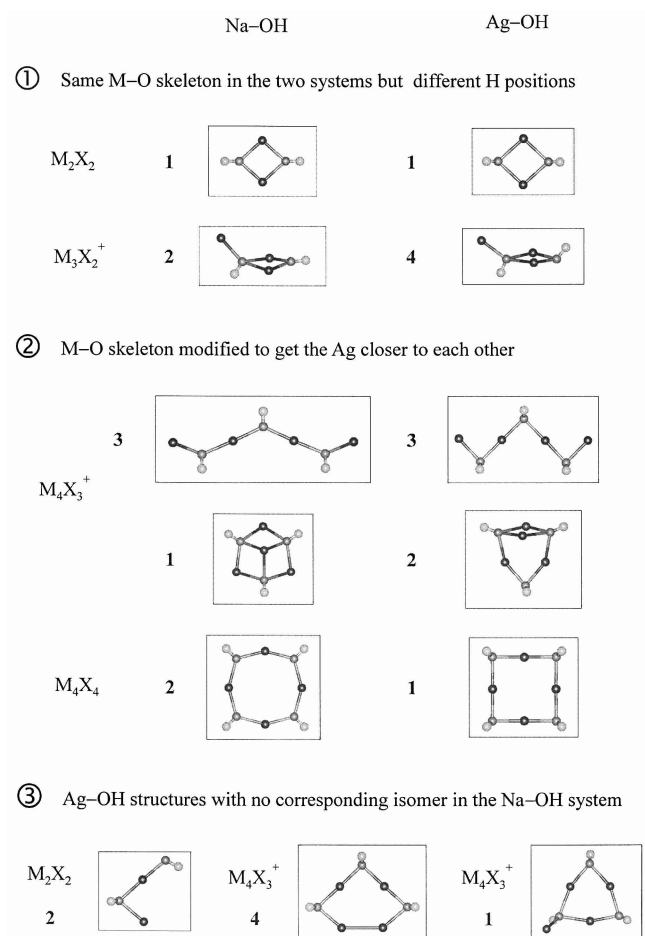 Na–OH Ag–OH
① Same M–O skeleton in the two systems but different H positions
M₂X₂ 1 1
M₃X₂⁺ 2 4
② M–O skeleton modified to get the Ag closer to each other
3 3
M₄X₃⁺
1 2
M₄X₄ 2 1
③ Ag–OH structures with no corresponding isomer in the Na–OH system
M₂X₂ M₄X₃⁺ M₄X₃⁺
2 4 1